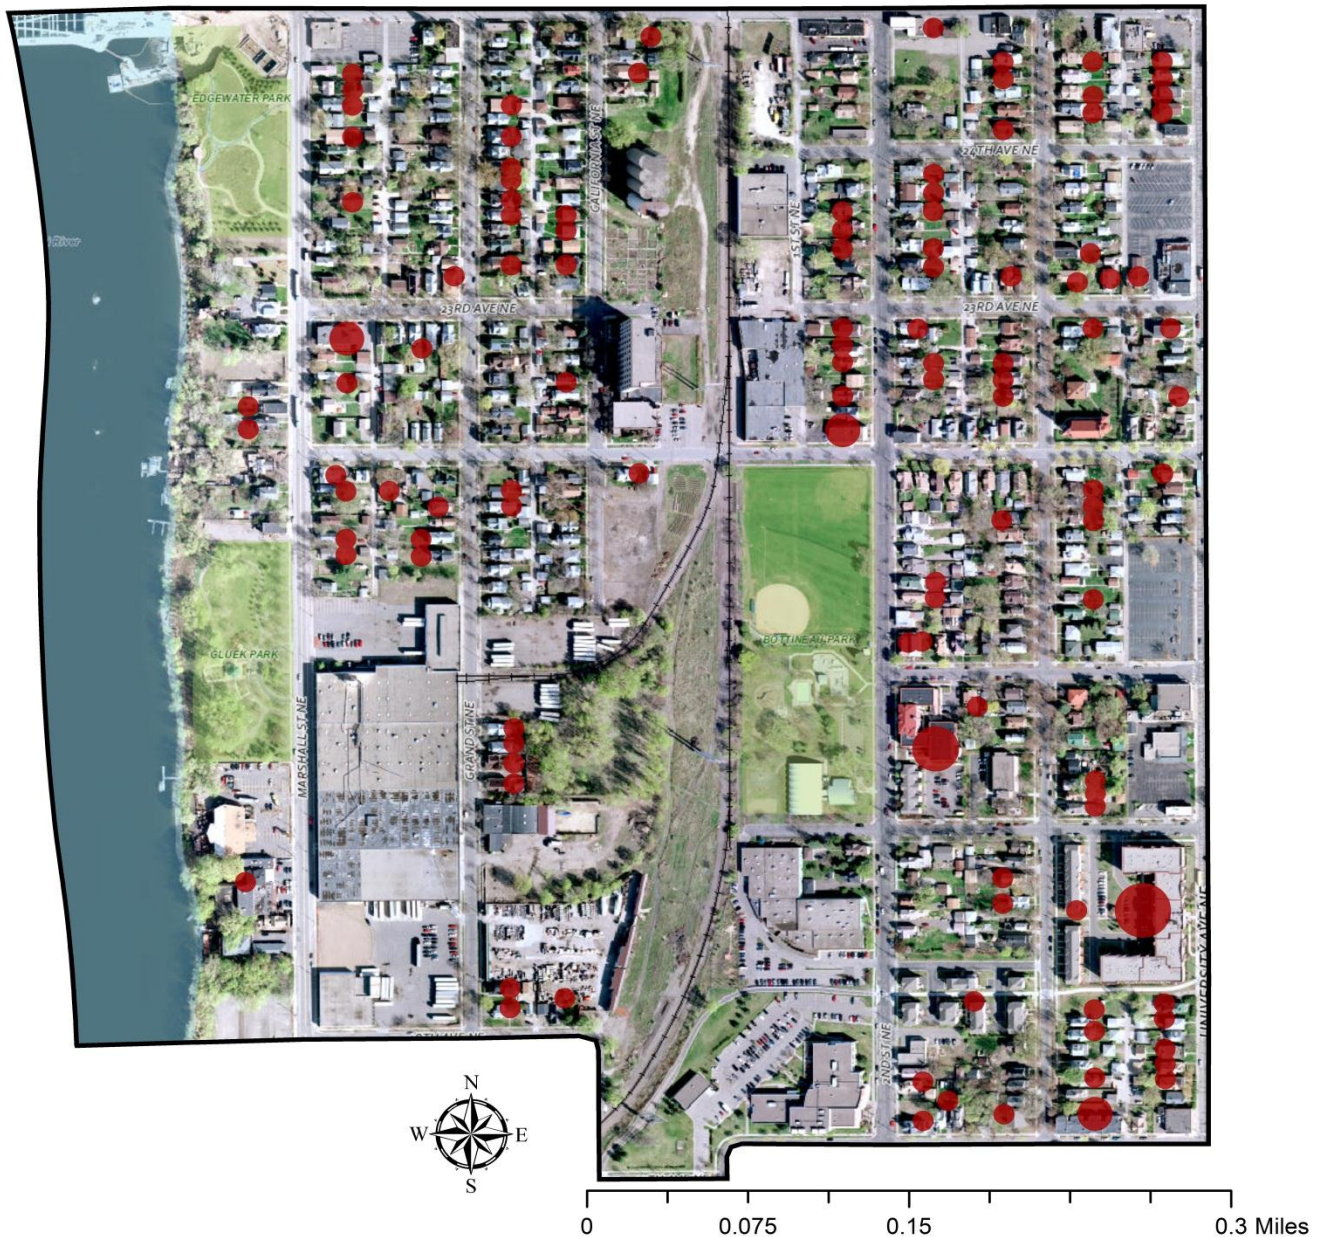 EDGEWATER PARK
CALIFORNIA ST NE
24TH AVE NE
1ST ST NE
River
23RD AVE NE
23RD AVE NE
BOTTINEAU PARK
GLUEK PARK
MARSHALL ST NE
GRAND ST NE
UNIVERSITY AVE NE
2ND ST NE
N
W E
S
0 0.075 0.15 0.3 Miles